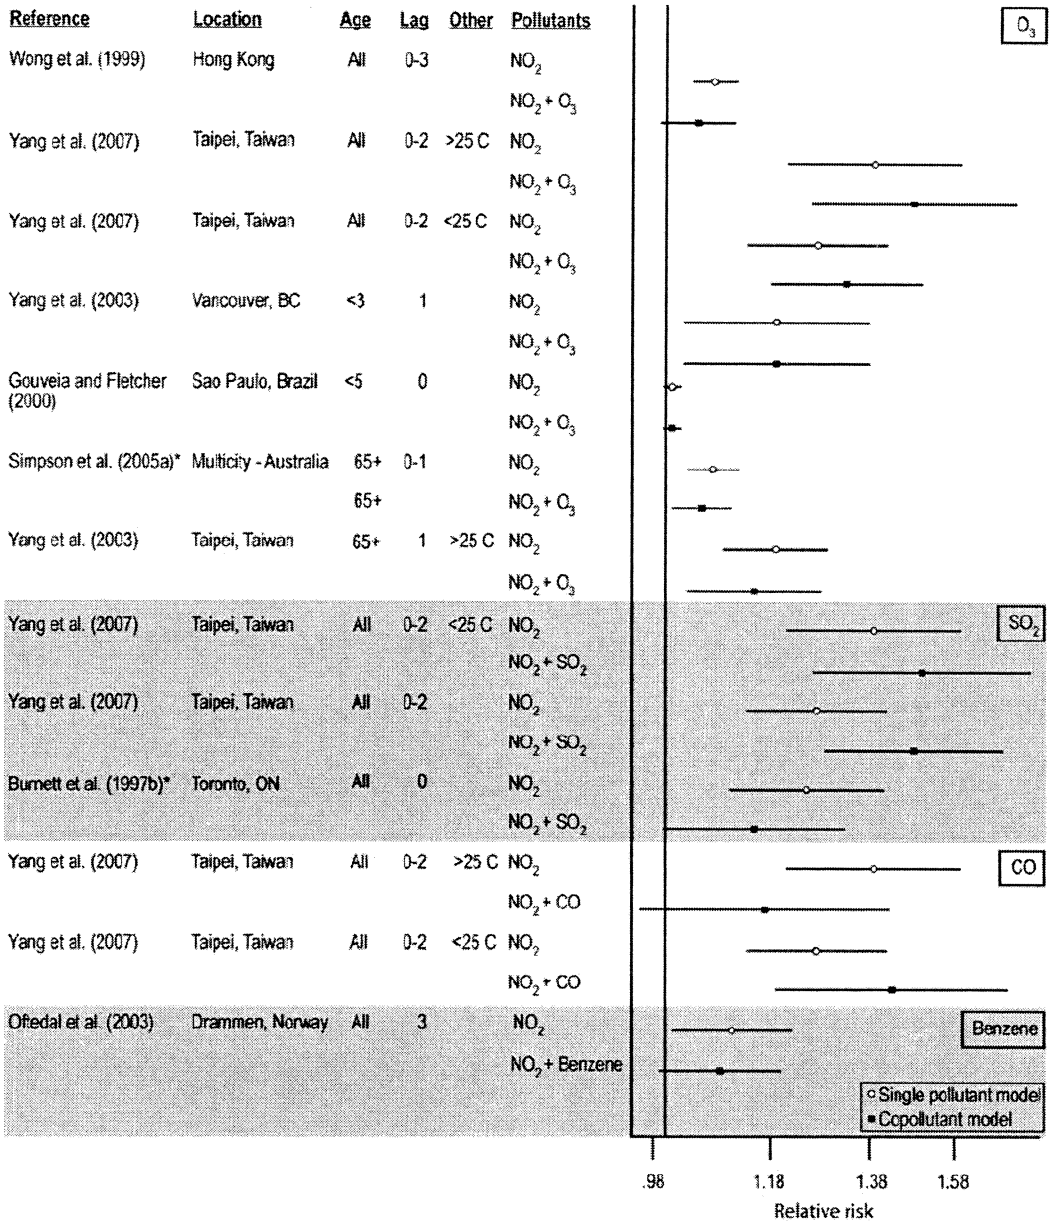 Reference Location Age Lag Other Pollutants O3
Wong et al. (1999) Hong Kong All 0-3 NO2
NO2 + O3
Yang et al. (2007) Taipei, Taiwan All 0-2 >25 C NO2
NO2 + O3
Yang et al. (2007) Taipei, Taiwan All 0-2 <25 C NO2
NO2 + O3
Yang et al. (2003) Vancouver, BC <3 1 NO2
NO2 + O3
Gouveia and Fletcher Sao Paulo, Brazil <5 0 NO2
(2000)
NO2 + O3
Simpson et al. (2005a)* Multicity - Australia 65+ 0-1 NO2
65+ NO2 + O3
Yang et al. (2003) Taipei, Taiwan 65+ 1 >25 C NO2
NO2 + O3
Yang et al. (2007) Taipei, Taiwan All 0-2 <25 C NO2 SO2
NO2 + SO2
Yang et al. (2007) Taipei, Taiwan All 0-2 NO2
NO2 + SO2
Burnett et al. (1997b)* Toronto, ON All 0 NO2
NO2 + SO2
Yang et al. (2007) Taipei, Taiwan All 0-2 >25 C NO2 CO
NO2 + CO
Yang et al. (2007) Taipei, Taiwan All 0-2 <25 C NO2
NO2 + CO
Oftedal et al. (2003) Drammen, Norway All 3 NO2 Benzene
NO2 + Benzene
Single pollutant model
Copollutant model
.98 1.18 1.38 1.58
Relative risk